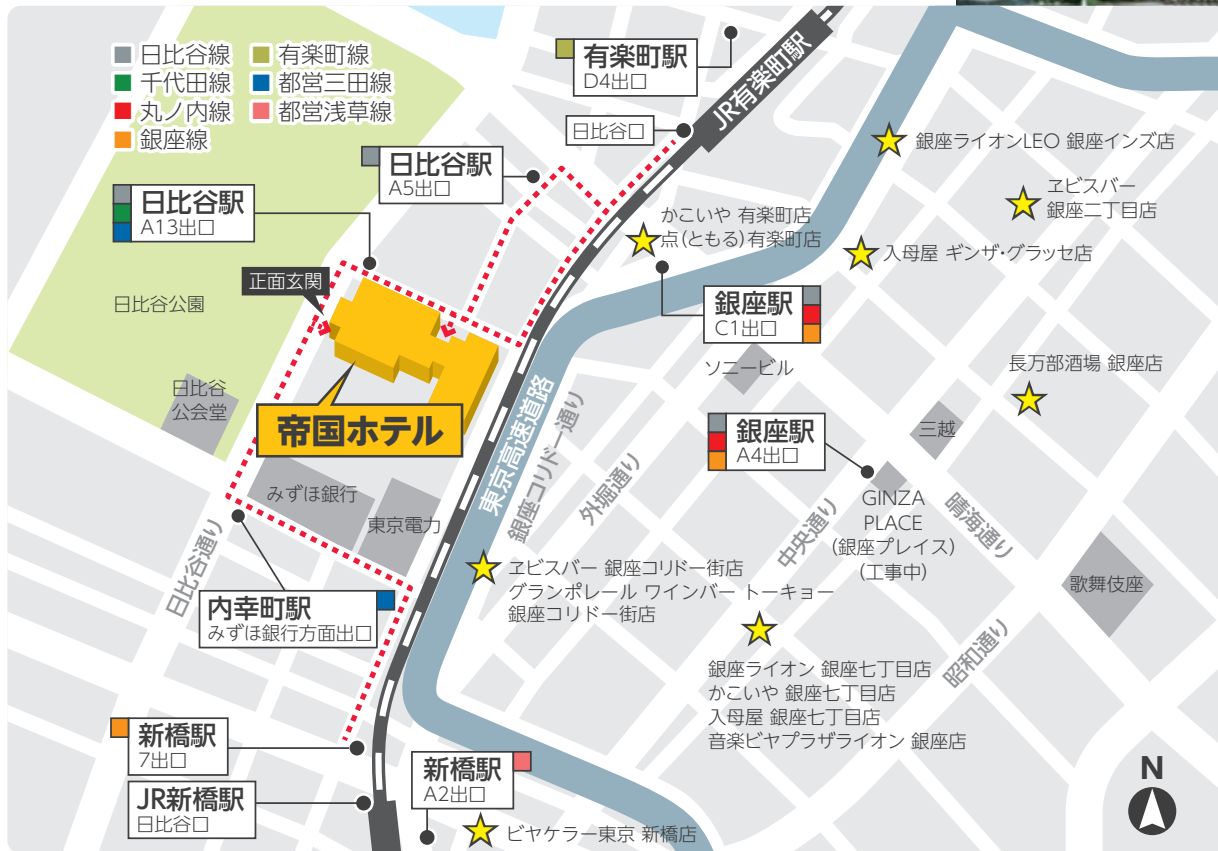 日比谷線
千代田線
丸ノ内線
銀座線
有楽町線
都営三田線
都営浅草線
有楽町駅
D4出口
JR有楽町駅
日比谷口
日比谷駅
A5出口
日比谷駅
A13出口
正面玄関
日比谷公園
日比谷
公会堂
帝国ホテル
みずほ銀行
東京電力
日比谷通り
内幸町駅
みずほ銀行方面出口
新橋駅
7出口
JR新橋駅
日比谷口
新橋駅
A2出口
ビヤケラー東京 新橋店
銀座ライオンLEO 銀座インズ店
ヱビスバー
銀座二丁目店
かこいや 有楽町店
点(ともる)有楽町店
入母屋 ギンザ・グラッセ店
銀座駅
C1出口
ソニービル
長万部酒場 銀座店
三越
銀座駅
A4出口
GINZA
PLACE
(銀座プレイス)
(工事中)
東京高速道路
銀座コリドー通り
外堀通り
中央通り
晴海通り
昭和通り
歌舞伎座
ヱビスバー 銀座コリドー街店
グランポレール ワインバー トーキョー
銀座コリドー街店
銀座ライオン 銀座七丁目店
かこいや 銀座七丁目店
入母屋 銀座七丁目店
音楽ビヤプラザライオン 銀座店
N